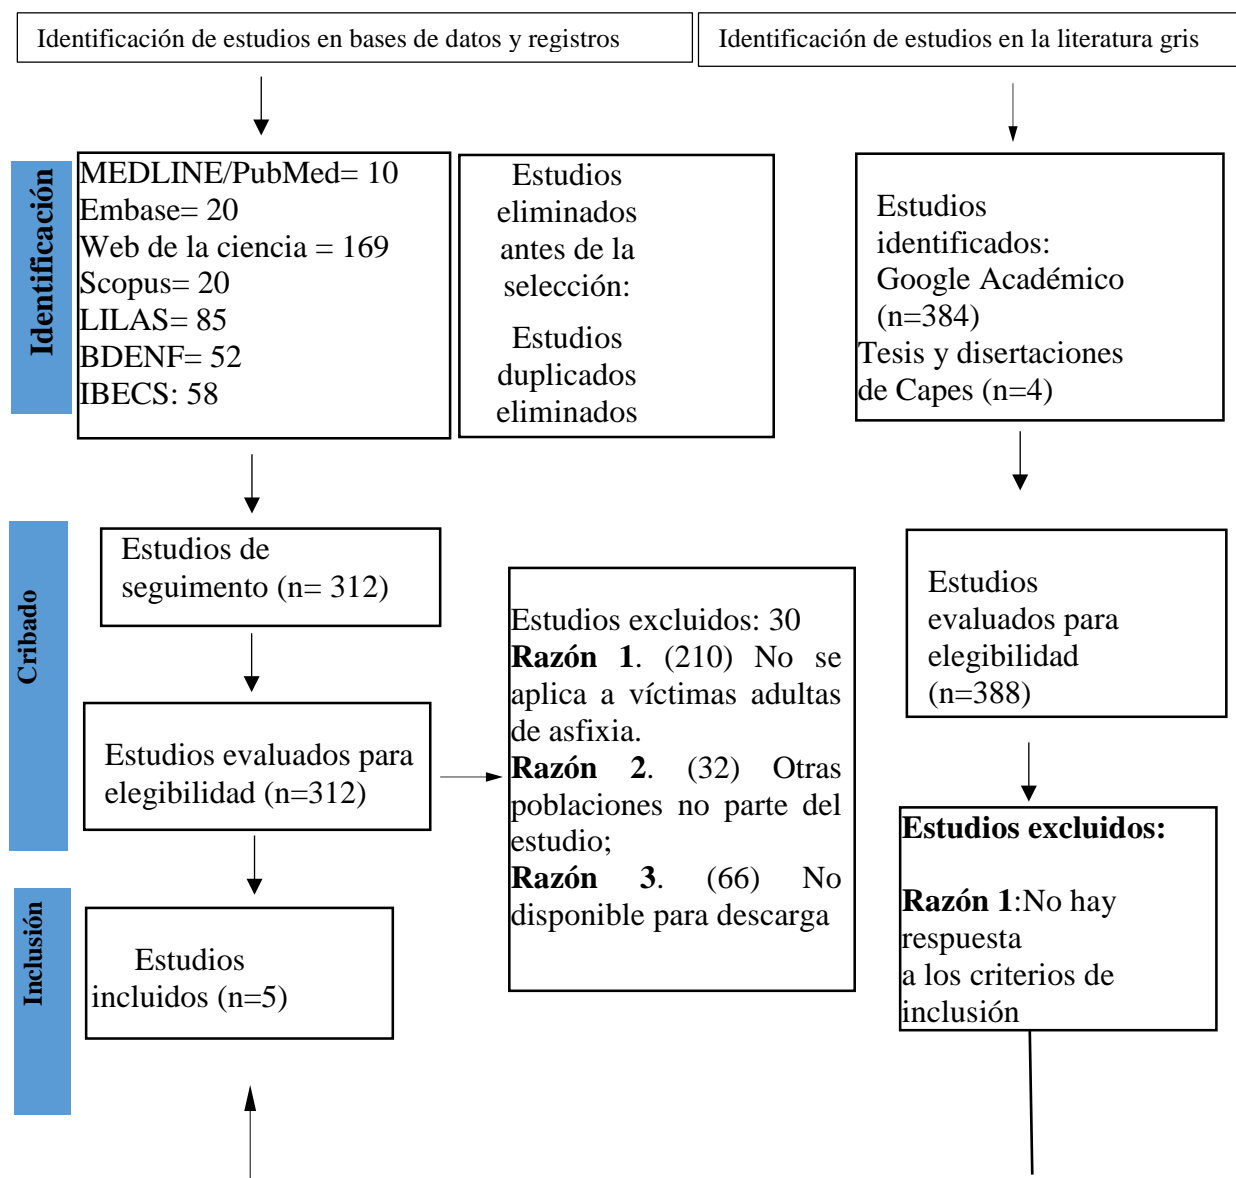 Identificación de estudios en bases de datos y registros
Identificación de estudios en la literatura gris
Identificación
MEDLINE/PubMed= 10
Embase= 20
Web de la ciencia = 169
Scopus= 20
LILAS= 85
BDENF= 52
IBECS: 58
Estudios
eliminados
antes de la
selección:
Estudios
duplicados
eliminados
Estudios
identificados:
Google Académico
(n=384)
Tesis y disertaciones
de Capes (n=4)
Cribado
Estudios de
seguimento (n= 312)
Estudios evaluados para
elegibilidad (n=312)
Estudios excluidos: 30
Razón 1. (210) No se
aplica a víctimas adultas
de asfixia.
Razón 2. (32) Otras
poblaciones no parte del
estudio;
Razón 3. (66) No
disponible para descarga
Estudios
evaluados para
elegibilidad
(n=388)
Estudios excluidos:
Razón 1:No hay
respuesta
a los criterios de
inclusión
Inclusión
Estudios
incluidos (n=5)